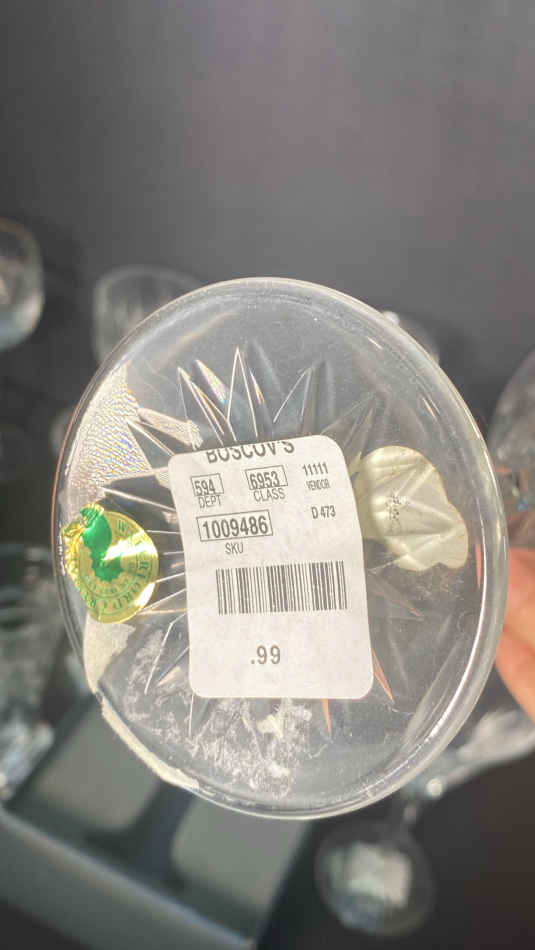 BOSCOV'S
594 6953 11111
DEPT CLASS VENDOR
1009486 D 473
SKU
.99